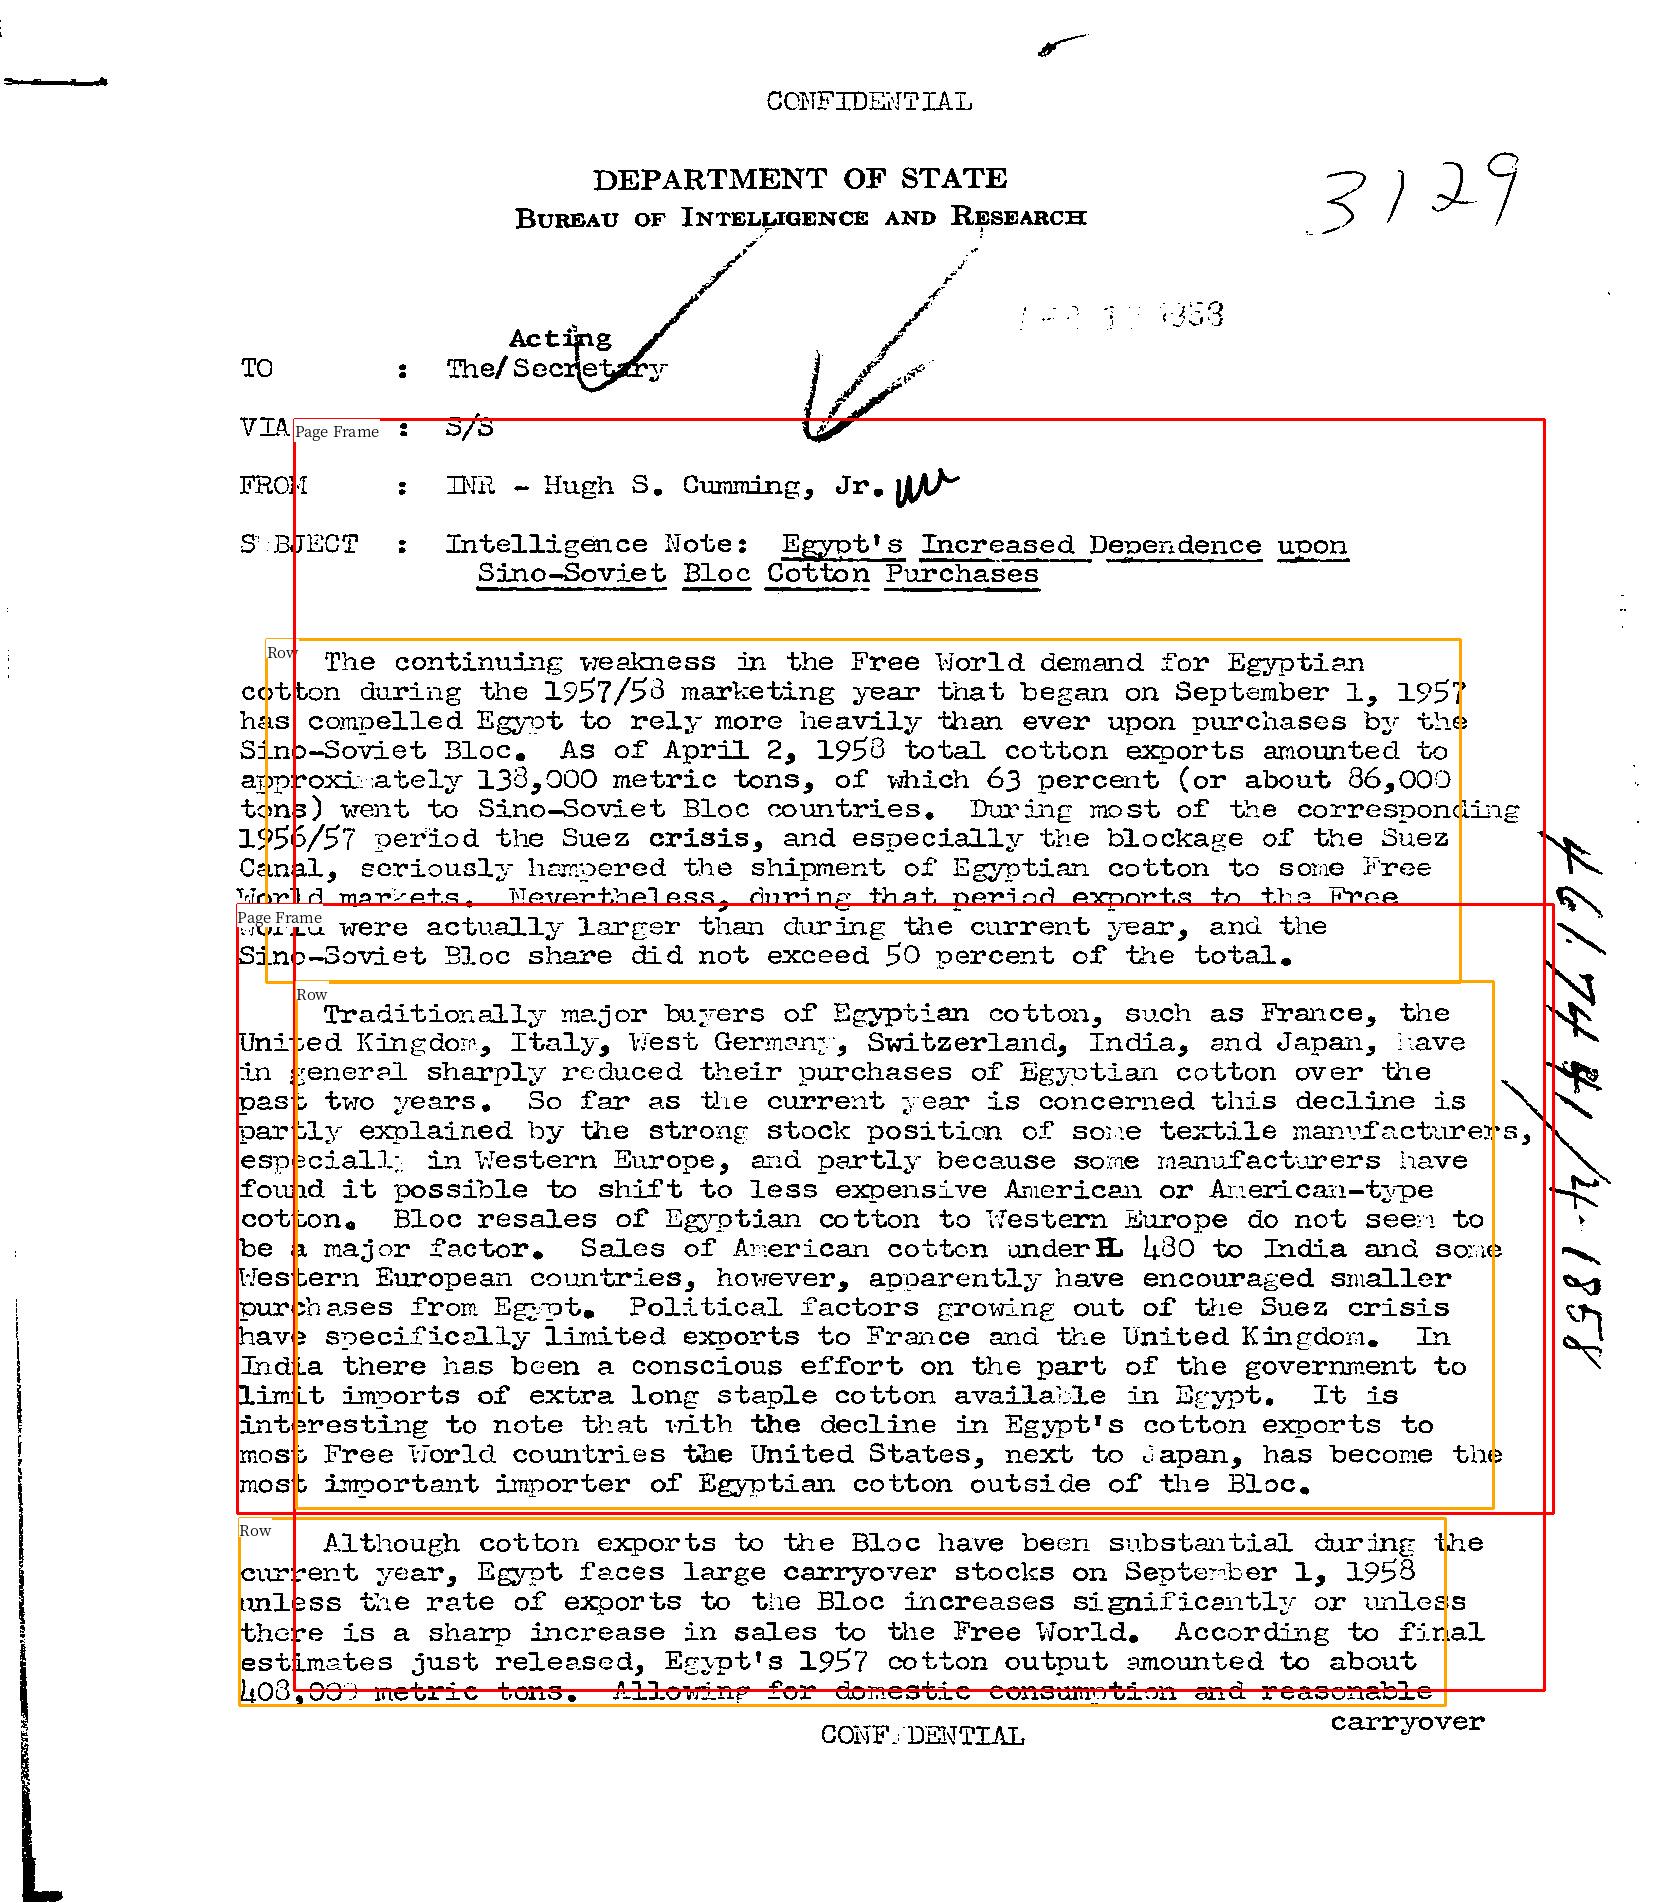 CONFIDENTIAL
DEPARTMENT OF STATE
BUREAU OF INTELLIGENCE AND RESEARCH
3129
1958
Acting
TO : The/Secretary
VIA : S/S
Page Frame
FROM : INR - Hugh S. Cumming, Jr.
SUBJECT : Intelligence Note: Egypt's Increased Dependence upon
Sino-Soviet Bloc Cotton Purchases
Row
The continuing weakness in the Free World demand for Egyptian
cotton during the 1957/58 marketing year that began on September 1, 1957
has compelled Egypt to rely more heavily than ever upon purchases by the
Sino-Soviet Bloc. As of April 2, 1958 total cotton exports amounted to
approximately 138,000 metric tons, of which 63 percent (or about 86,000
tons) went to Sino-Soviet Bloc countries. During most of the corresponding
1956/57 period the Suez crisis, and especially the blockage of the Suez
Canal, seriously hampered the shipment of Egyptian cotton to some Free
World markets. Nevertheless, during that period exports to the Free
Page Frame
World were actually larger than during the current year, and the
Sino-Soviet Bloc share did not exceed 50 percent of the total.
Row
Traditionally major buyers of Egyptian cotton, such as France, the
United Kingdom, Italy, West Germany, Switzerland, India, and Japan, have
in general sharply reduced their purchases of Egyptian cotton over the
past two years. So far as the current year is concerned this decline is
partly explained by the strong stock position of some textile manufacturers,
especially in Western Europe, and partly because some manufacturers have
found it possible to shift to less expensive American or American-type
cotton. Bloc resales of Egyptian cotton to Western Europe do not seem to
be a major factor. Sales of American cotton under PL 480 to India and some
Western European countries, however, apparently have encouraged smaller
purchases from Egypt. Political factors growing out of the Suez crisis
have specifically limited exports to France and the United Kingdom. In
India there has been a conscious effort on the part of the government to
limit imports of extra long staple cotton available in Egypt. It is
interesting to note that with the decline in Egypt's cotton exports to
most Free World countries the United States, next to Japan, has become the
most important importer of Egyptian cotton outside of the Bloc.
Row
Although cotton exports to the Bloc have been substantial during the
current year, Egypt faces large carryover stocks on September 1, 1958
unless the rate of exports to the Bloc increases significantly or unless
there is a sharp increase in sales to the Free World. According to final
estimates just released, Egypt's 1957 cotton output amounted to about
408,000 metric tons. Allowing for domestic consumption and reasonable
carryover
CONFIDENTIAL